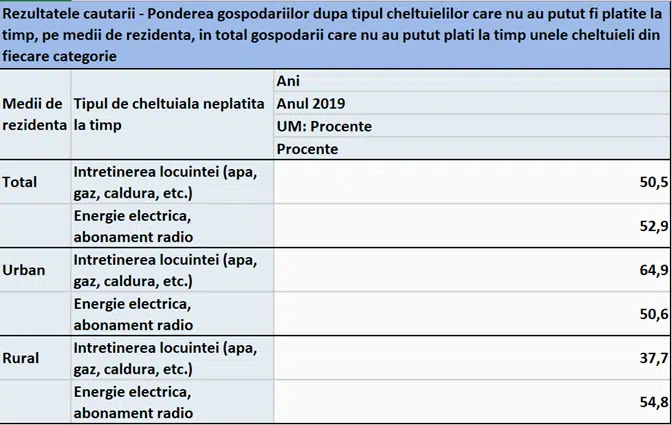 Rezultatele cautarii - Ponderea gospodariilor dupa tipul cheltuielilor care nu au putut fi platite la
timp, pe medii de rezidenta, in total gospodarii care nu au putut plati la timp unele cheltuieli din
fiecare categorie
Medii de
rezidenta
Tipul de cheltuiala neplatita
la timp
Ani
Anul 2019
UM: Procente
Procente
Total
Intretinerea locuintei (apa,
gaz, caldura, etc.)
50,5
Energie electrica,
abonament radio
52,9
Urban
Intretinerea locuintei (apa,
gaz, caldura, etc.)
64,9
Energie electrica,
abonament radio
50,6
Rural
Intretinerea locuintei (apa,
gaz, caldura, etc.)
37,7
Energie electrica,
abonament radio
54,8